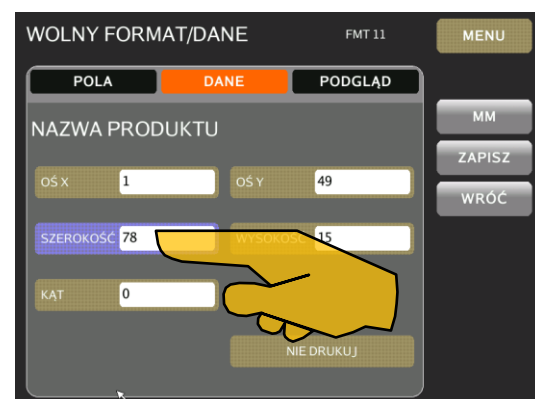 WOLNY FORMAT/DANE FMT 11 MENU
POLA DANE PODGLĄD
MM
NAZWA PRODUKTU
ZAPISZ
OŚ X 1 OŚ Y 49
WRÓĆ
SZEROKOŚĆ 78 WYSOKOŚĆ 15
KĄT 0
NIE DRUKUJ